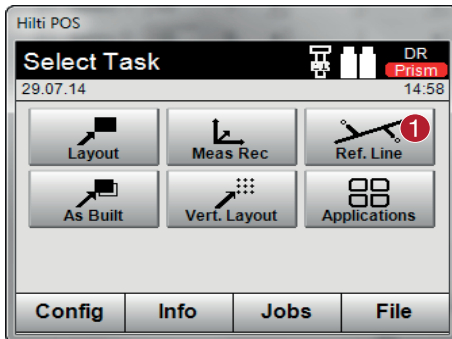 Hilti POS
Select Task
DR
Prism
29.07.14 14:58
Layout Meas Rec Ref. Line
1
As Built Vert. Layout Applications
Config Info Jobs File